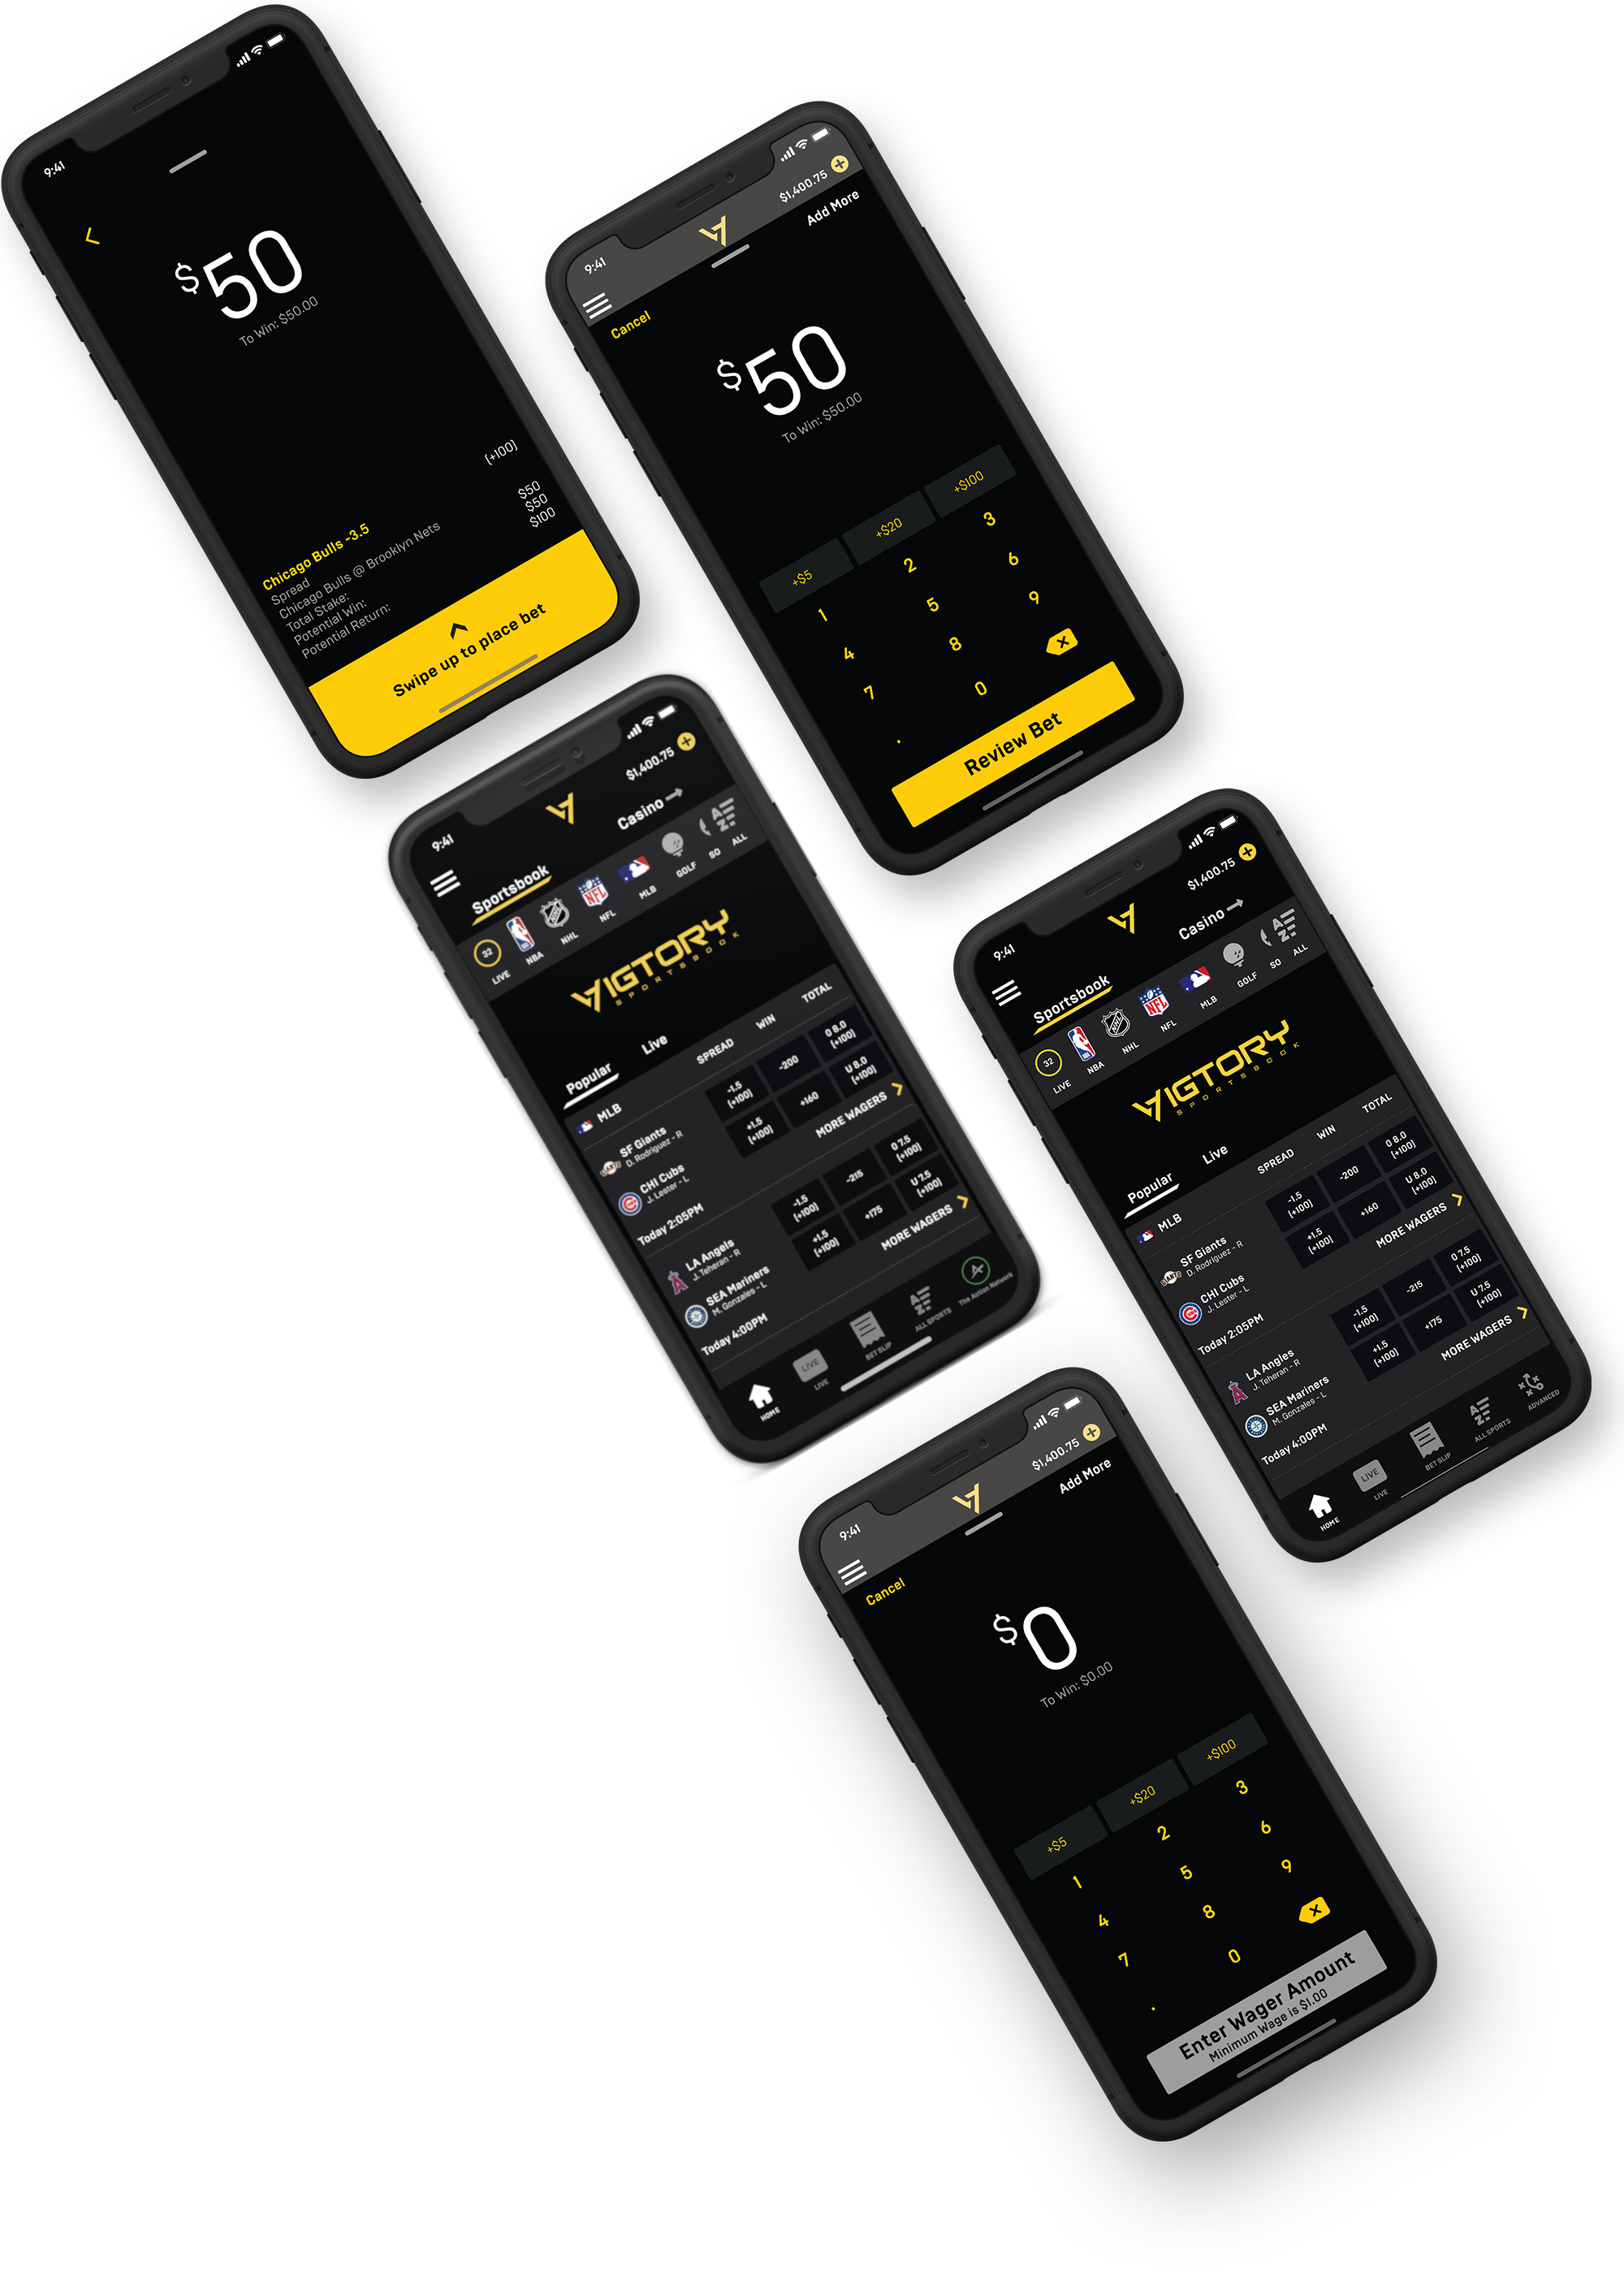 9:41
$50
To Win: $50.00
(+100)
Chicago Bulls -3.5
Spread
Chicago Bulls @ Brooklyn Nets
Total Stake: $50
Potential Win: $50
Potential Return: $100
Swipe up to place bet
9:41
$1,400.75
Cancel
Add More
$50
To Win: $50.00
+$5 +$20 +$100
1 2 3
4 5 6
7 8 9
. 0
Review Bet
9:41
$1,400.75
Sportsbook Casino
32
LIVE NBA NHL NFL MLB GOLF SO ALL
VIGTORY
SPORTSBOOK
Popular Live
MLB SPREAD WIN TOTAL
SF Giants
D. Rodriguez - R
-1.5 (+100) -200 O 8.0 (+100)
CHI Cubs
J. Lester - L
+1.5 (+100) +160 U 8.0 (+100)
Today 2:05PM MORE WAGERS
LA Angels
J. Teheran - R
-1.5 (+100) -215 O 7.5 (+100)
SEA Mariners
M. Gonzales - L
+1.5 (+100) +175 U 7.5 (+100)
Today 4:00PM MORE WAGERS
LIVE
HOME LIVE BET SLIP ALL SPORTS The Action Network
9:41
$1,400.75
Sportsbook Casino
32
LIVE NBA NHL NFL MLB GOLF SO ALL
VIGTORY
SPORTSBOOK
Popular Live
MLB SPREAD WIN TOTAL
SF Giants
D. Rodriguez - R
-1.5 (+100) -200 O 8.0 (+100)
CHI Cubs
J. Lester - L
+1.5 (+100) +160 U 8.0 (+100)
Today 2:05PM MORE WAGERS
LA Angles
J. Teheran - R
-1.5 (+100) -215 O 7.5 (+100)
SEA Mariners
M. Gonzales - L
+1.5 (+100) +175 U 7.5 (+100)
Today 4:00PM MORE WAGERS
LIVE
HOME LIVE BET SLIP ALL SPORTS ADVANCED
9:41
$1,400.75
Cancel
Add More
$0
To Win: $0.00
+$5 +$20 +$100
1 2 3
4 5 6
7 8 9
. 0
Enter Wager Amount
Minimum Wage is $1.00